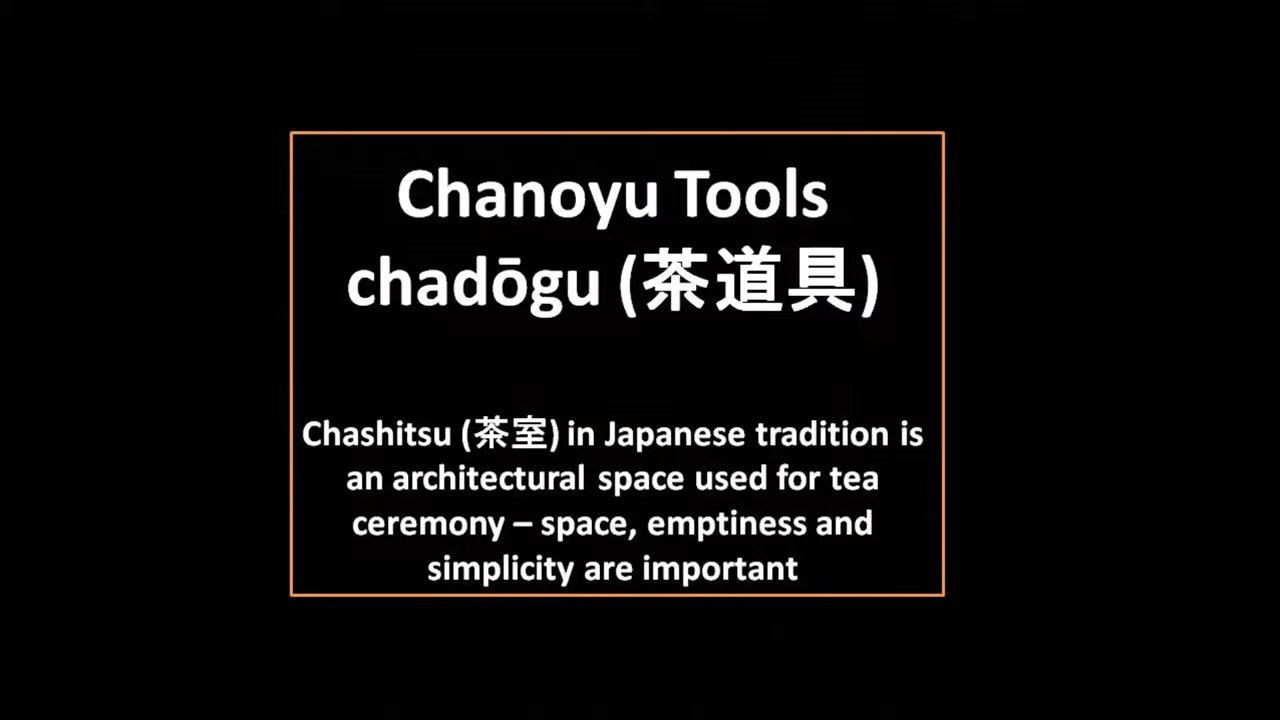 Chanoyu Tools
chadōgu (茶道具)
Chashitsu (茶室) in Japanese tradition is
an architectural space used for tea
ceremony – space, emptiness and
simplicity are important